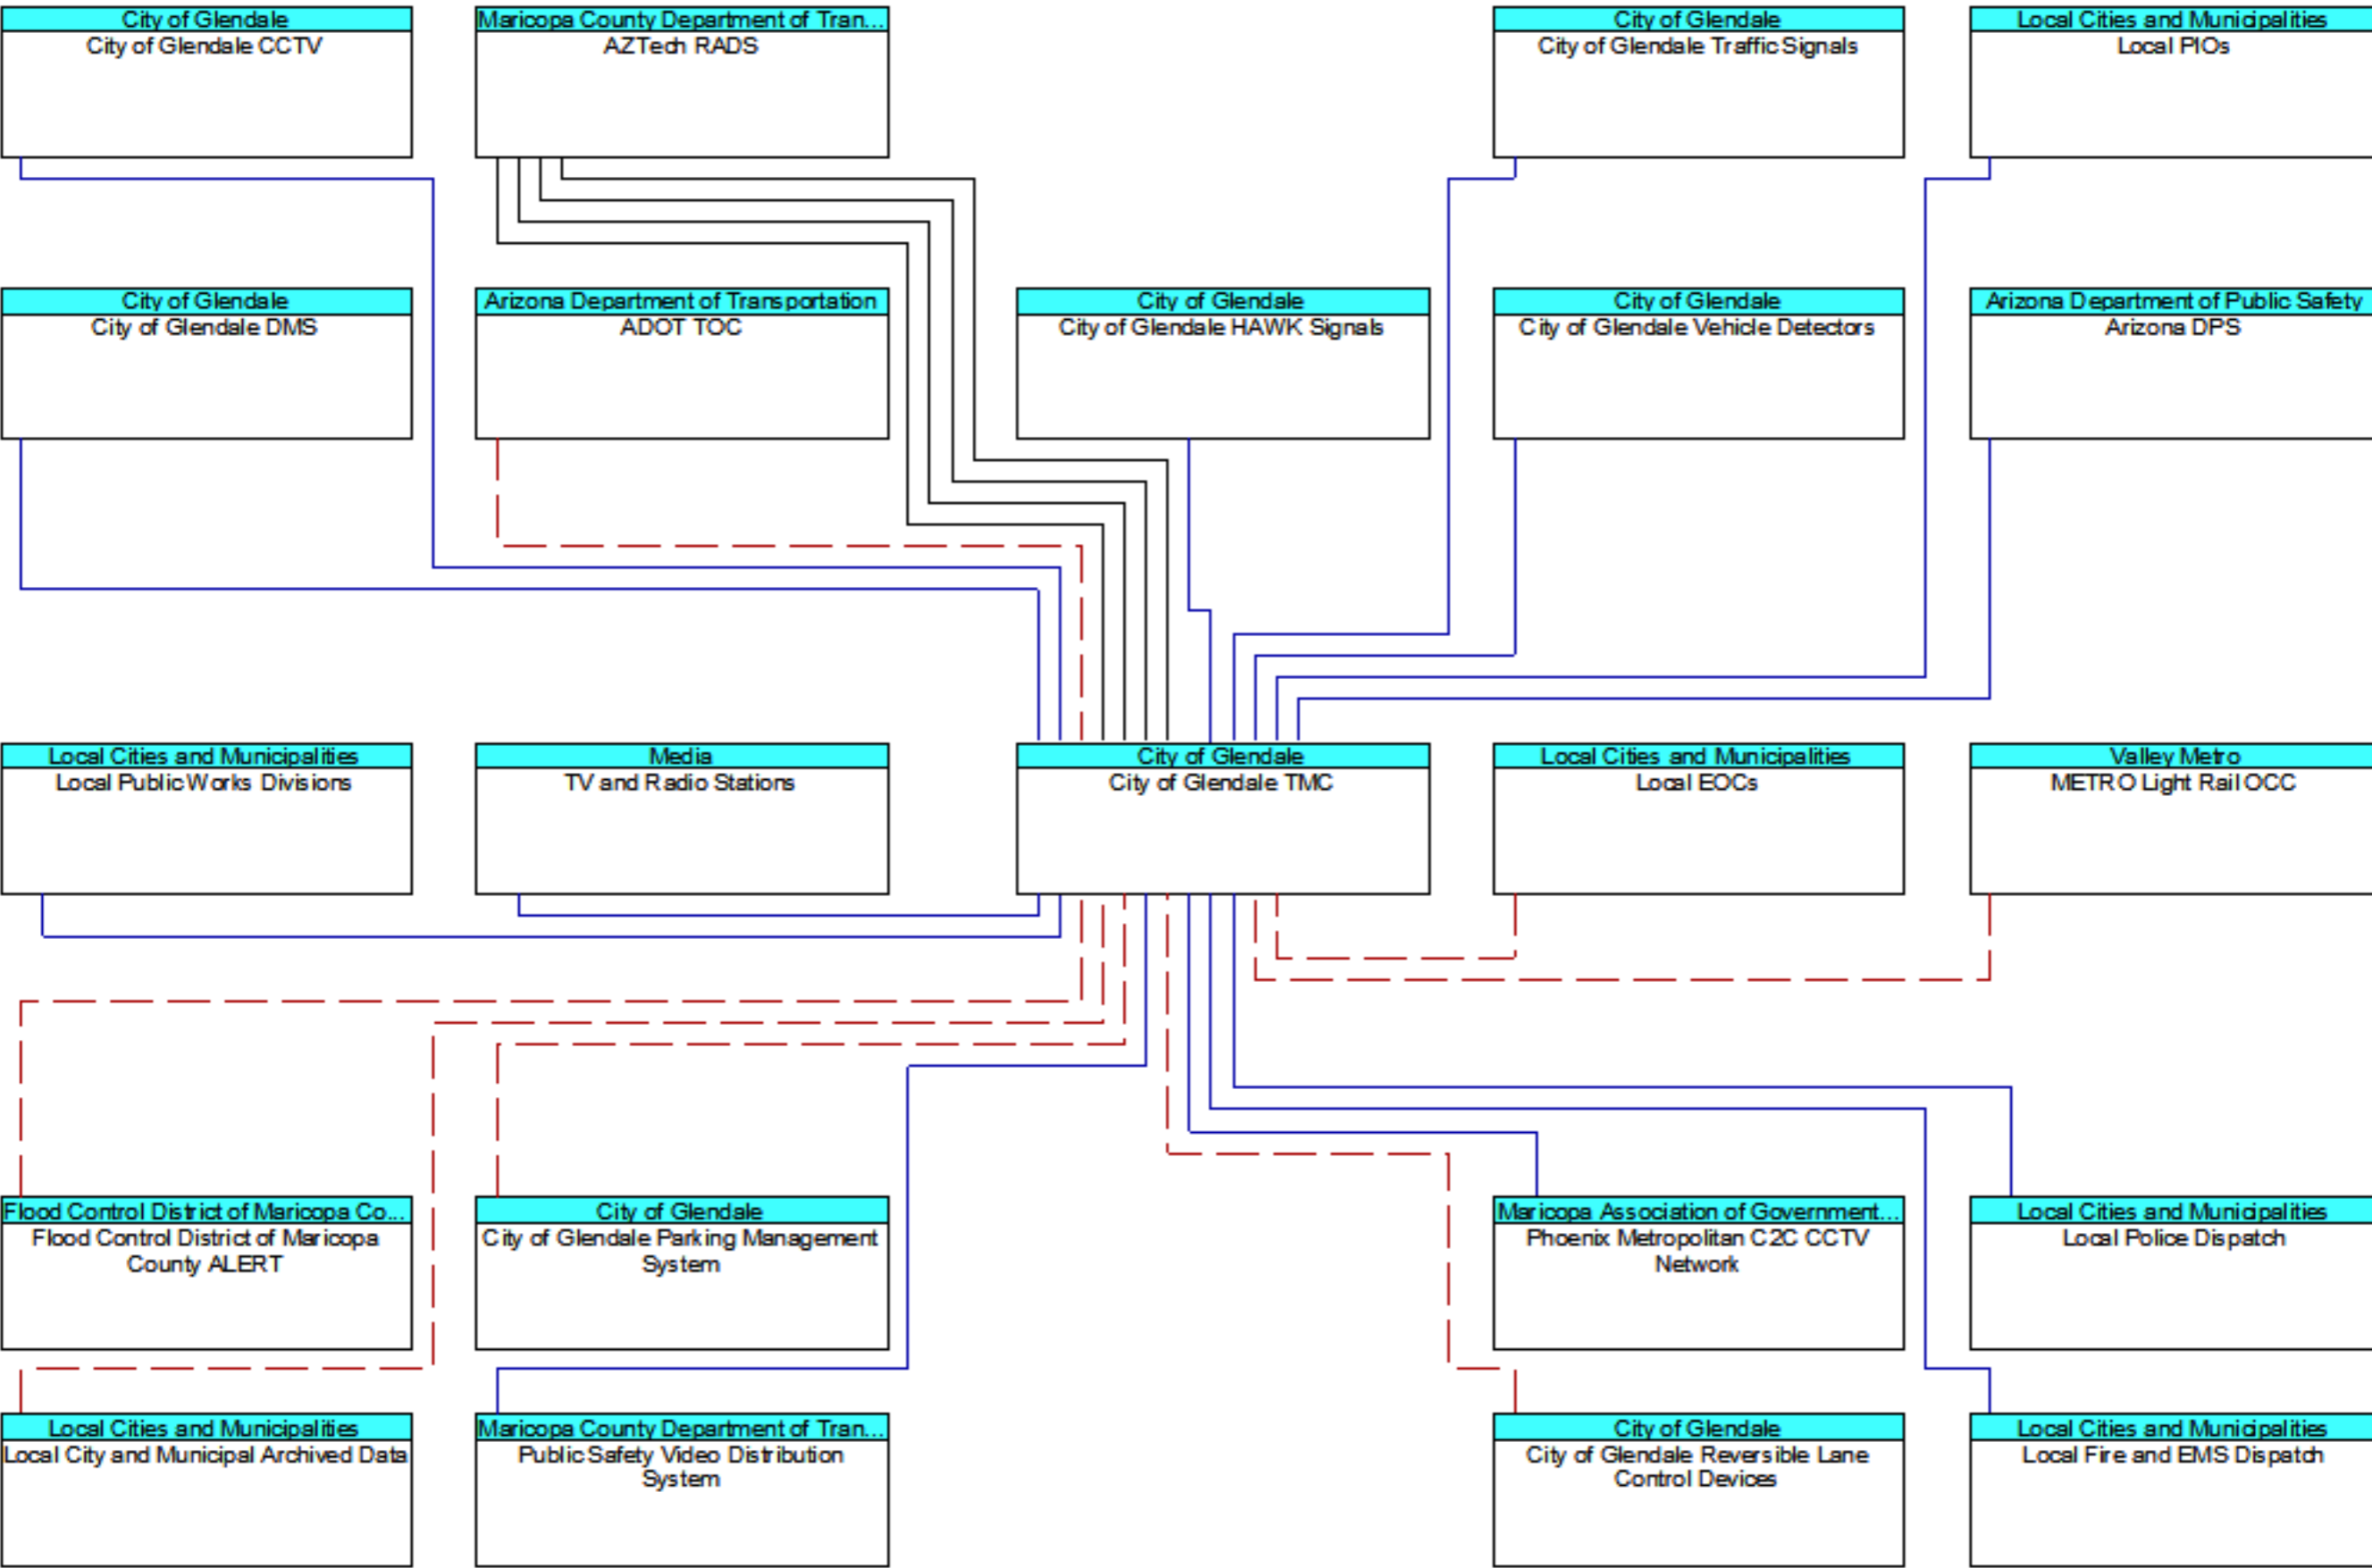 City of Glendale
City of Glendale CCTV
Maricopa County Department of Tran...
AZTech RADS
City of Glendale
City of Glendale Traffic Signals
Local Cities and Municipalities
Local PIOs
City of Glendale
City of Glendale DMS
Arizona Department of Transportation
ADOT TOC
City of Glendale
City of Glendale HAWK Signals
City of Glendale
City of Glendale Vehicle Detectors
Arizona Department of Public Safety
Arizona DPS
Local Cities and Municipalities
Local Public Works Divisions
Media
TV and Radio Stations
City of Glendale
City of Glendale TMC
Local Cities and Municipalities
Local EOCs
Valley Metro
METRO Light Rail OCC
Flood Control District of Maricopa Co...
Flood Control District of Maricopa
County ALERT
City of Glendale
City of Glendale Parking Management
System
Maricopa Association of Government...
Phoenix Metropolitan C2C CCTV
Network
Local Cities and Municipalities
Local Police Dispatch
Local Cities and Municipalities
Local City and Municipal Archived Data
Maricopa County Department of Tran...
Public Safety Video Distribution
System
City of Glendale
City of Glendale Reversible Lane
Control Devices
Local Cities and Municipalities
Local Fire and EMS Dispatch